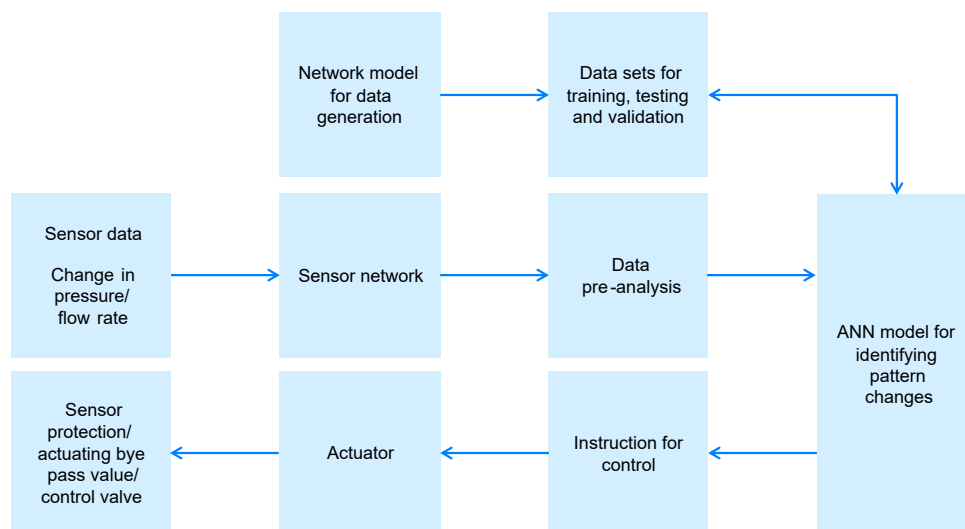 Network model
for data
generation
Data sets for
training, testing
and validation
Sensor data
Change in
pressure/
flow rate
Sensor network
Data
pre-analysis
ANN model for
identifying
pattern
changes
Sensor
protection/
actuating bye
pass value/
control valve
Actuator
Instruction for
control